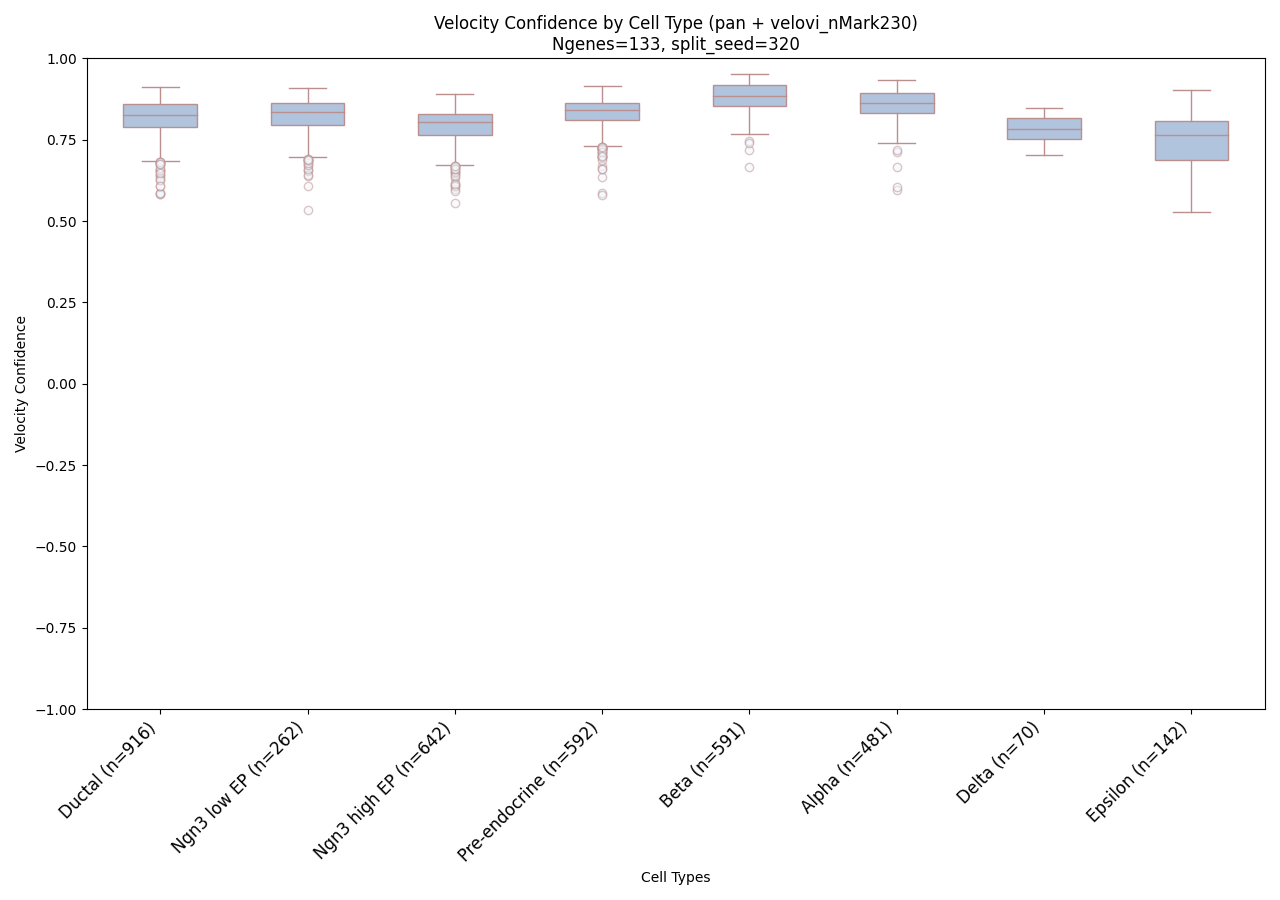 Velocity Confidence by Cell Type (pan + velovi_nMark230)
Ngenes=133, split_seed=320
Velocity Confidence
1.00
0.75
0.50
0.25
0.00
−0.25
−0.50
−0.75
−1.00
Ductal (n=916)
Ngn3 low EP (n=262)
Ngn3 high EP (n=642)
Pre-endocrine (n=592)
Beta (n=591)
Alpha (n=481)
Delta (n=70)
Epsilon (n=142)
Cell Types